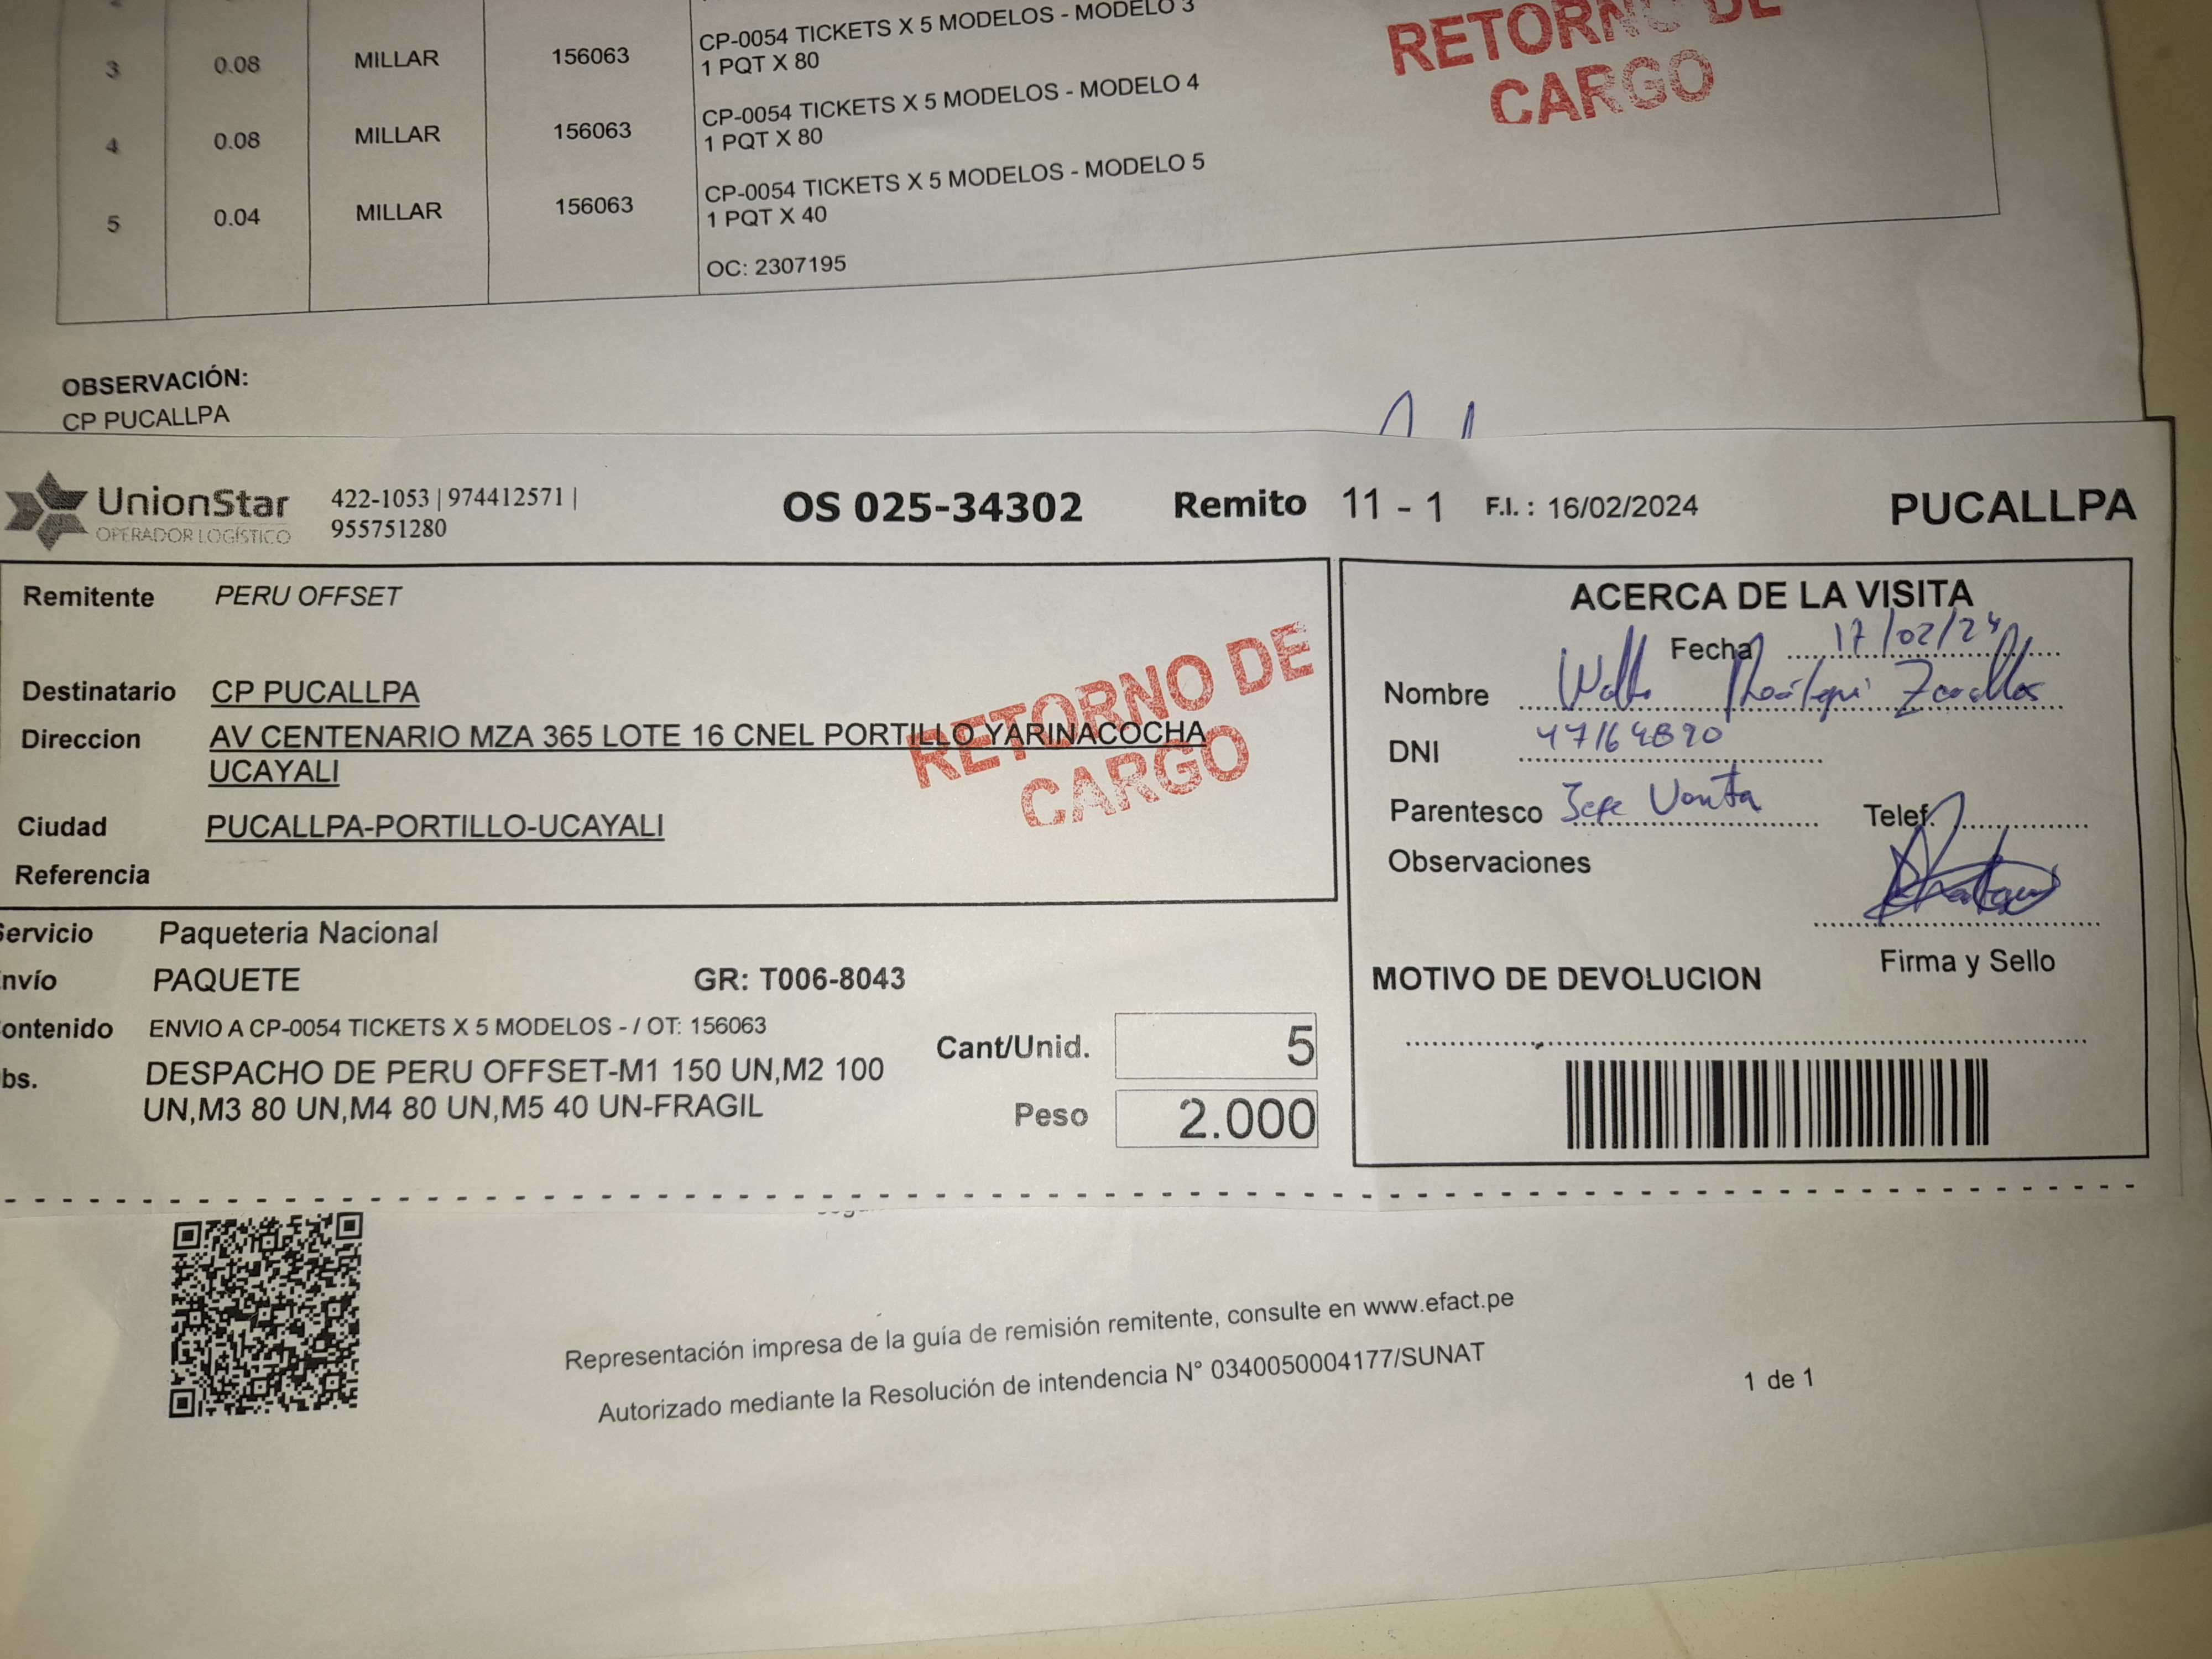 3 0.08 MILLAR 156063 CP-0054 TICKETS X 5 MODELOS - MODELO 3
1 PQT X 80
4 0.08 MILLAR 156063 CP-0054 TICKETS X 5 MODELOS - MODELO 4
1 PQT X 80
5 0.04 MILLAR 156063 CP-0054 TICKETS X 5 MODELOS - MODELO 5
1 PQT X 40
OC: 2307195
RETORNO DE
CARGO
OBSERVACIÓN:
CP PUCALLPA
UnionStar
OPERADOR LOGÍSTICO
422-1053 | 974412571 |
955751280
OS 025-34302 Remito 11 - 1 F.I. : 16/02/2024 PUCALLPA
Remitente PERU OFFSET
Destinatario CP PUCALLPA
Direccion AV CENTENARIO MZA 365 LOTE 16 CNEL PORTILLO YARINACOCHA
UCAYALI
Ciudad PUCALLPA-PORTILLO-UCAYALI
Referencia
RETORNO DE
CARGO
ACERCA DE LA VISITA
Fecha 17/02/24
Nombre
DNI
Parentesco Jefe Venta Telef.
Observaciones
Firma y Sello
MOTIVO DE DEVOLUCION
Servicio Paqueteria Nacional
nvío PAQUETE GR: T006-8043
ontenido ENVIO A CP-0054 TICKETS X 5 MODELOS - / OT: 156063
bs. DESPACHO DE PERU OFFSET-M1 150 UN,M2 100
UN,M3 80 UN,M4 80 UN,M5 40 UN-FRAGIL
Cant/Unid. 5
Peso 2.000
Representación impresa de la guía de remisión remitente, consulte en www.efact.pe
Autorizado mediante la Resolución de intendencia N° 0340050004177/SUNAT
1 de 1